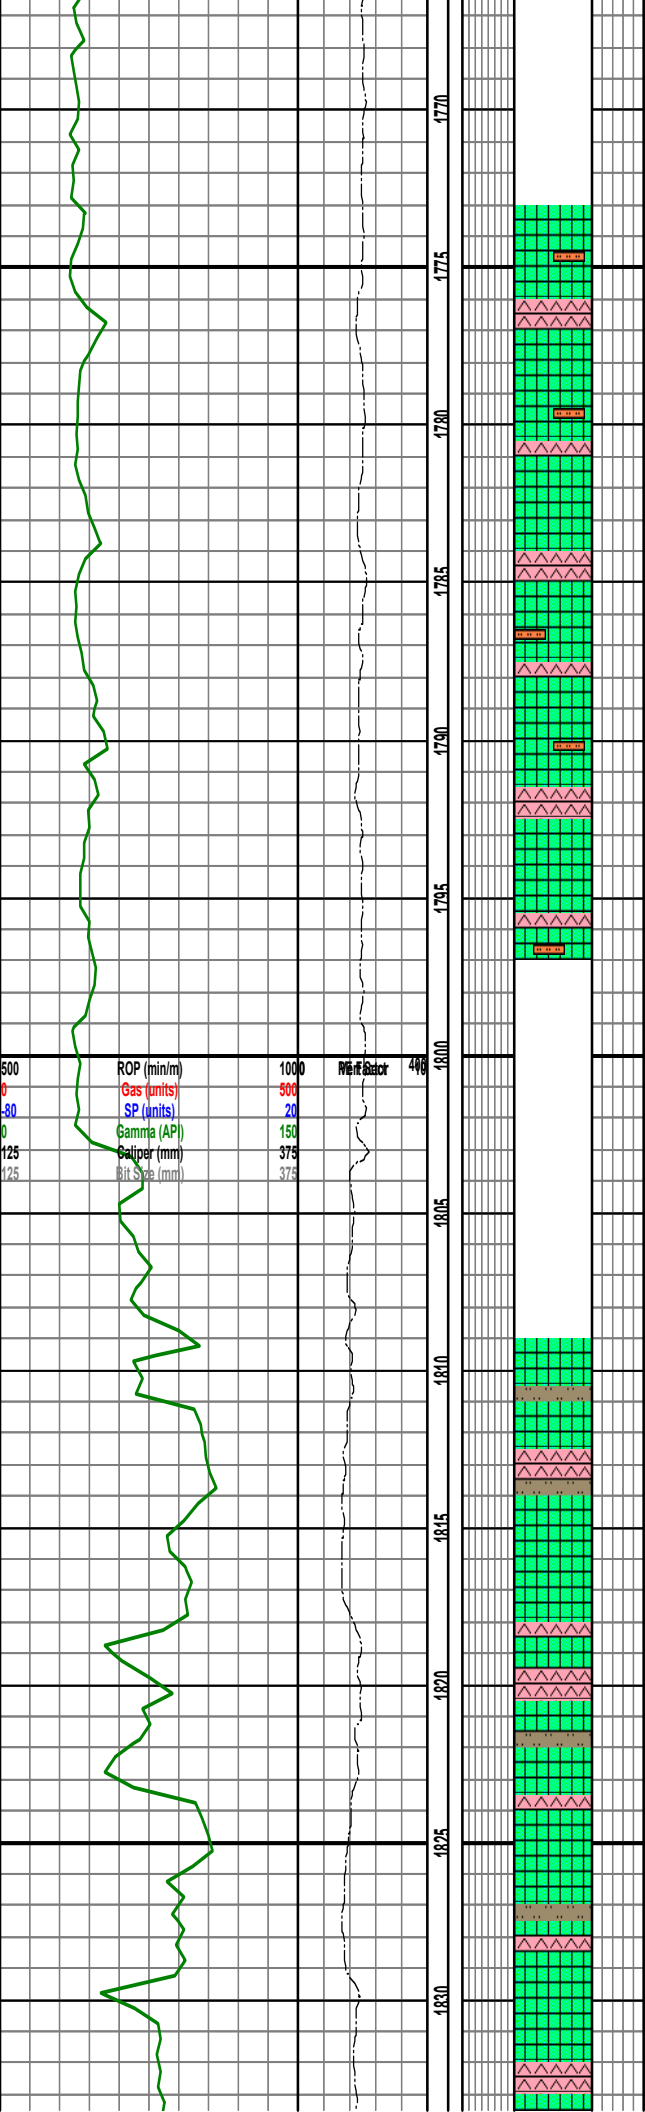 1770
1775
1780
1785
1790
1795
1800
500 ROP (min/m) 1000
0 Gas (units) 500
-80 SP (units) 20
0 Gamma (API) 150
125 Caliper (mm) 375
125 Bit Size (mm) 375
1805
1810
1815
1820
1825
1830